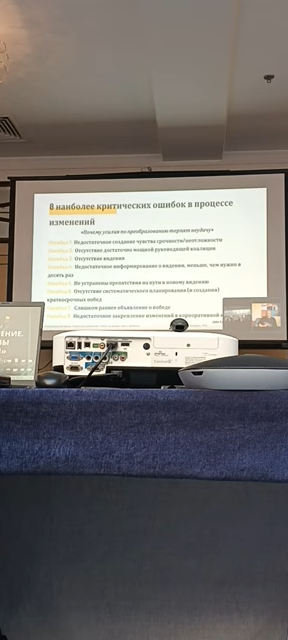 8 наиболее критических ошибок в процессе
изменений
«Почему усилия по преобразованию терпят неудачу»
Ошибка 1: Недостаточное создание чувства срочности/неотложности
Ошибка 2: Отсутствие достаточно мощной руководящей коалиции
Ошибка 3: Отсутствие видения
Ошибка 4: Недостаточное информирование о видении, меньше, чем нужно в
десять раз
Ошибка 5: Не устранены препятствия на пути к новому видению
Ошибка 6: Отсутствие систематического планирования (и создания)
краткосрочных побед
Ошибка 7: Слишком раннее объявление о победе
Ошибка 8: Недостаточное закрепление изменений в корпоративной
ЕНИЕ.